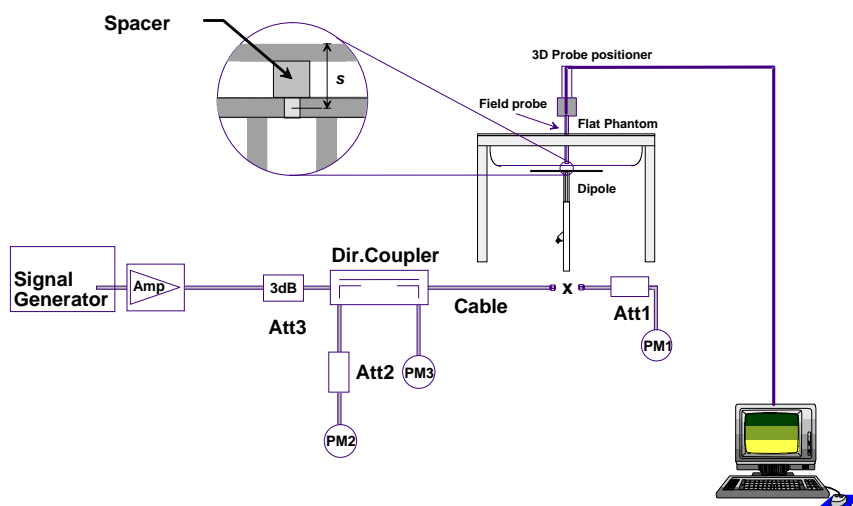 Spacer
s
3D Probe positioner
Field probe
Flat Phantom
Dipole
Dir.Coupler
Signal
Generator
Amp
3dB
Cable
x
Att1
Att3
PM1
Att2
PM3
PM2